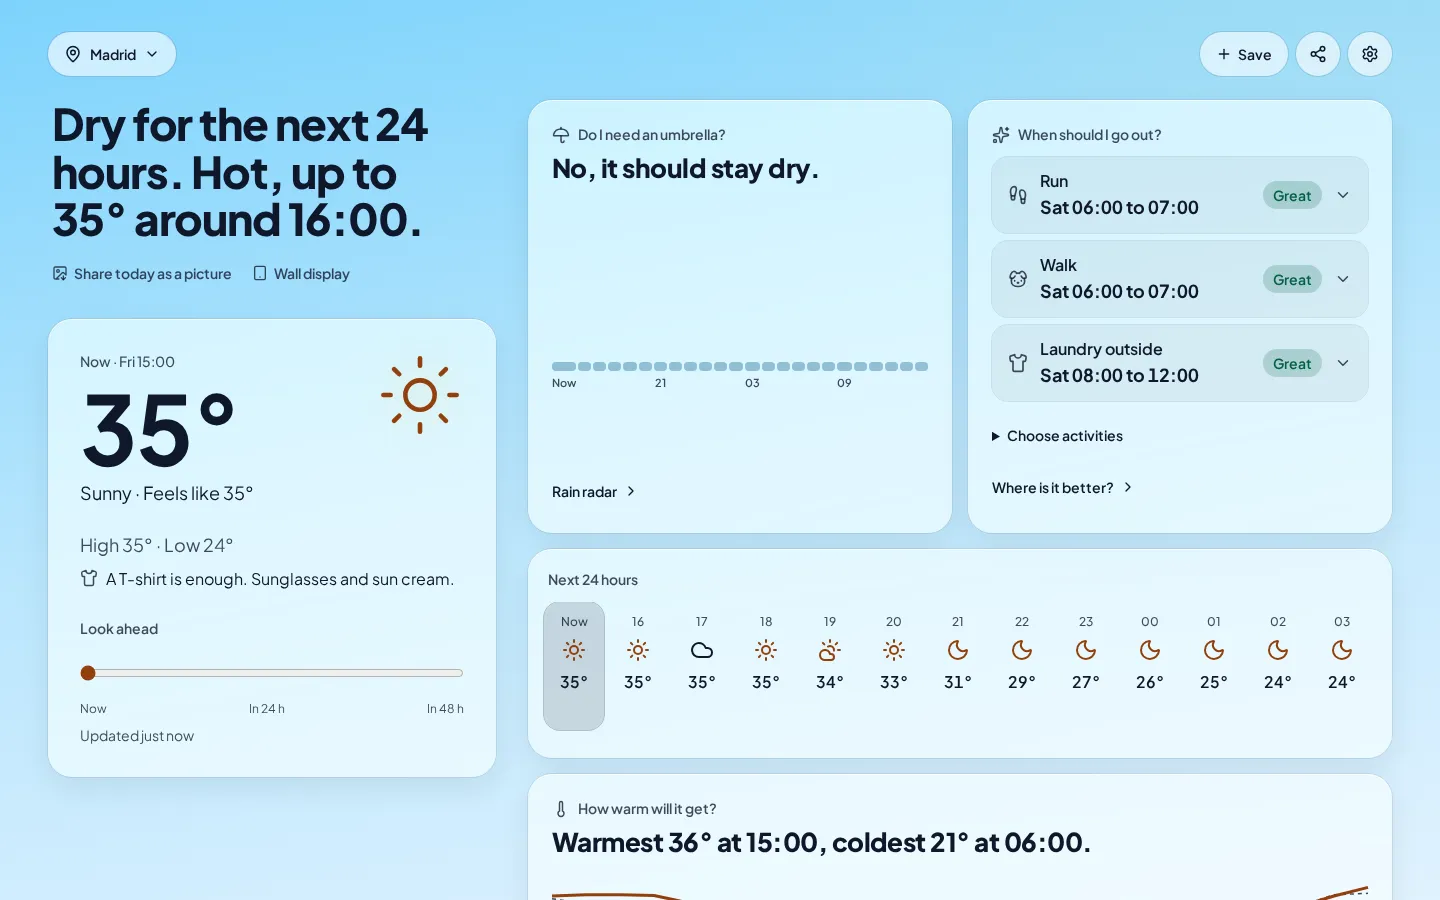 Madrid
Save
Dry for the next 24
hours. Hot, up to
35° around 16:00.
Share today as a picture
Wall display
Now · Fri 15:00
35°
Sunny · Feels like 35°
High 35° · Low 24°
A T-shirt is enough. Sunglasses and sun cream.
Look ahead
Now In 24 h In 48 h
Updated just now
Do I need an umbrella?
No, it should stay dry.
Now 21 03 09
Rain radar
When should I go out?
Run
Sat 06:00 to 07:00
Great
Walk
Sat 06:00 to 07:00
Great
Laundry outside
Sat 08:00 to 12:00
Great
Choose activities
Where is it better?
Next 24 hours
Now 16 17 18 19 20 21 22 23 00 01 02 03
35° 35° 35° 35° 34° 33° 31° 29° 27° 26° 25° 24° 24°
How warm will it get?
Warmest 36° at 15:00, coldest 21° at 06:00.